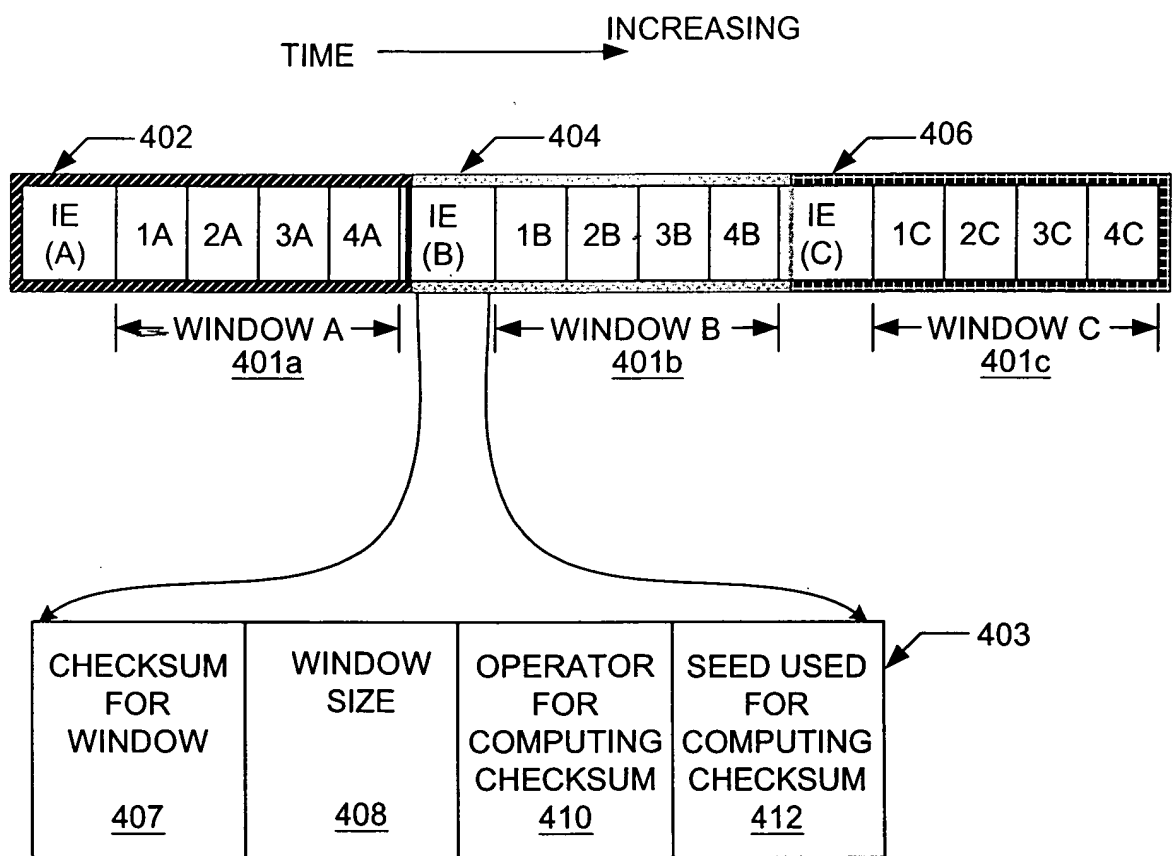 TIME INCREASING
402 404 406
IE (A) 1A 2A 3A 4A IE (B) 1B 2B 3B 4B IE (C) 1C 2C 3C 4C
WINDOW A WINDOW B WINDOW C
401a 401b 401c
403
CHECKSUM FOR WINDOW
407
WINDOW SIZE
408
OPERATOR FOR COMPUTING CHECKSUM
410
SEED USED FOR COMPUTING CHECKSUM
412